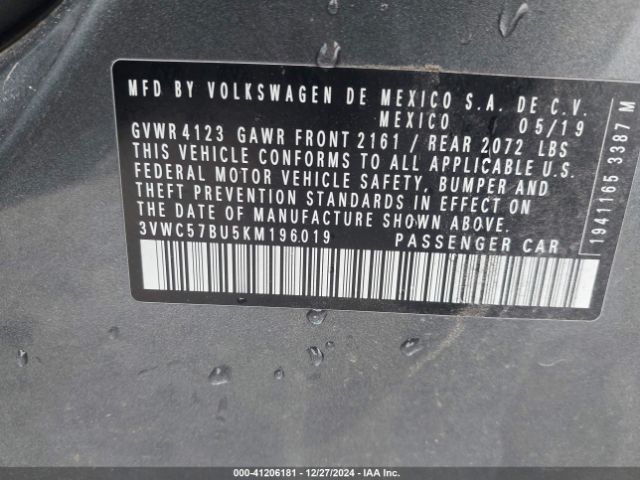 MFD BY VOLKSWAGEN DE MEXICO S.A. DE C.V.
MEXICO 05/19
GVWR 4123 GAWR FRONT 2161 / REAR 2072 LBS
THIS VEHICLE CONFORMS TO ALL APPLICABLE U.S.
FEDERAL MOTOR VEHICLE SAFETY, BUMPER AND
THEFT PREVENTION STANDARDS IN EFFECT ON
THE DATE OF MANUFACTURE SHOWN ABOVE.
3VWC57BU5KM196019 PASSENGER CAR
1941165 3387 M
000-41206181 - 12/27/2024 - IAA Inc.